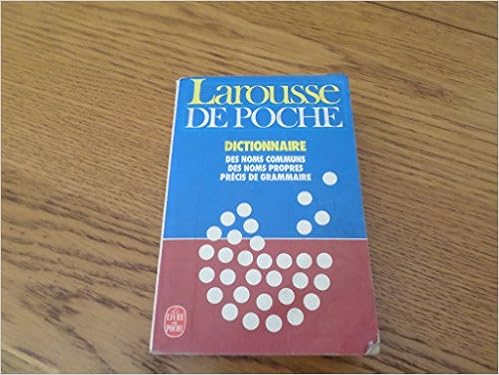 Larousse
DE POCHE
DICTIONNAIRE
DES NOMS COMMUNS
DES NOMS PROPRES
PRÉCIS DE GRAMMAIRE
LE
LIVRE
DE
POCHE